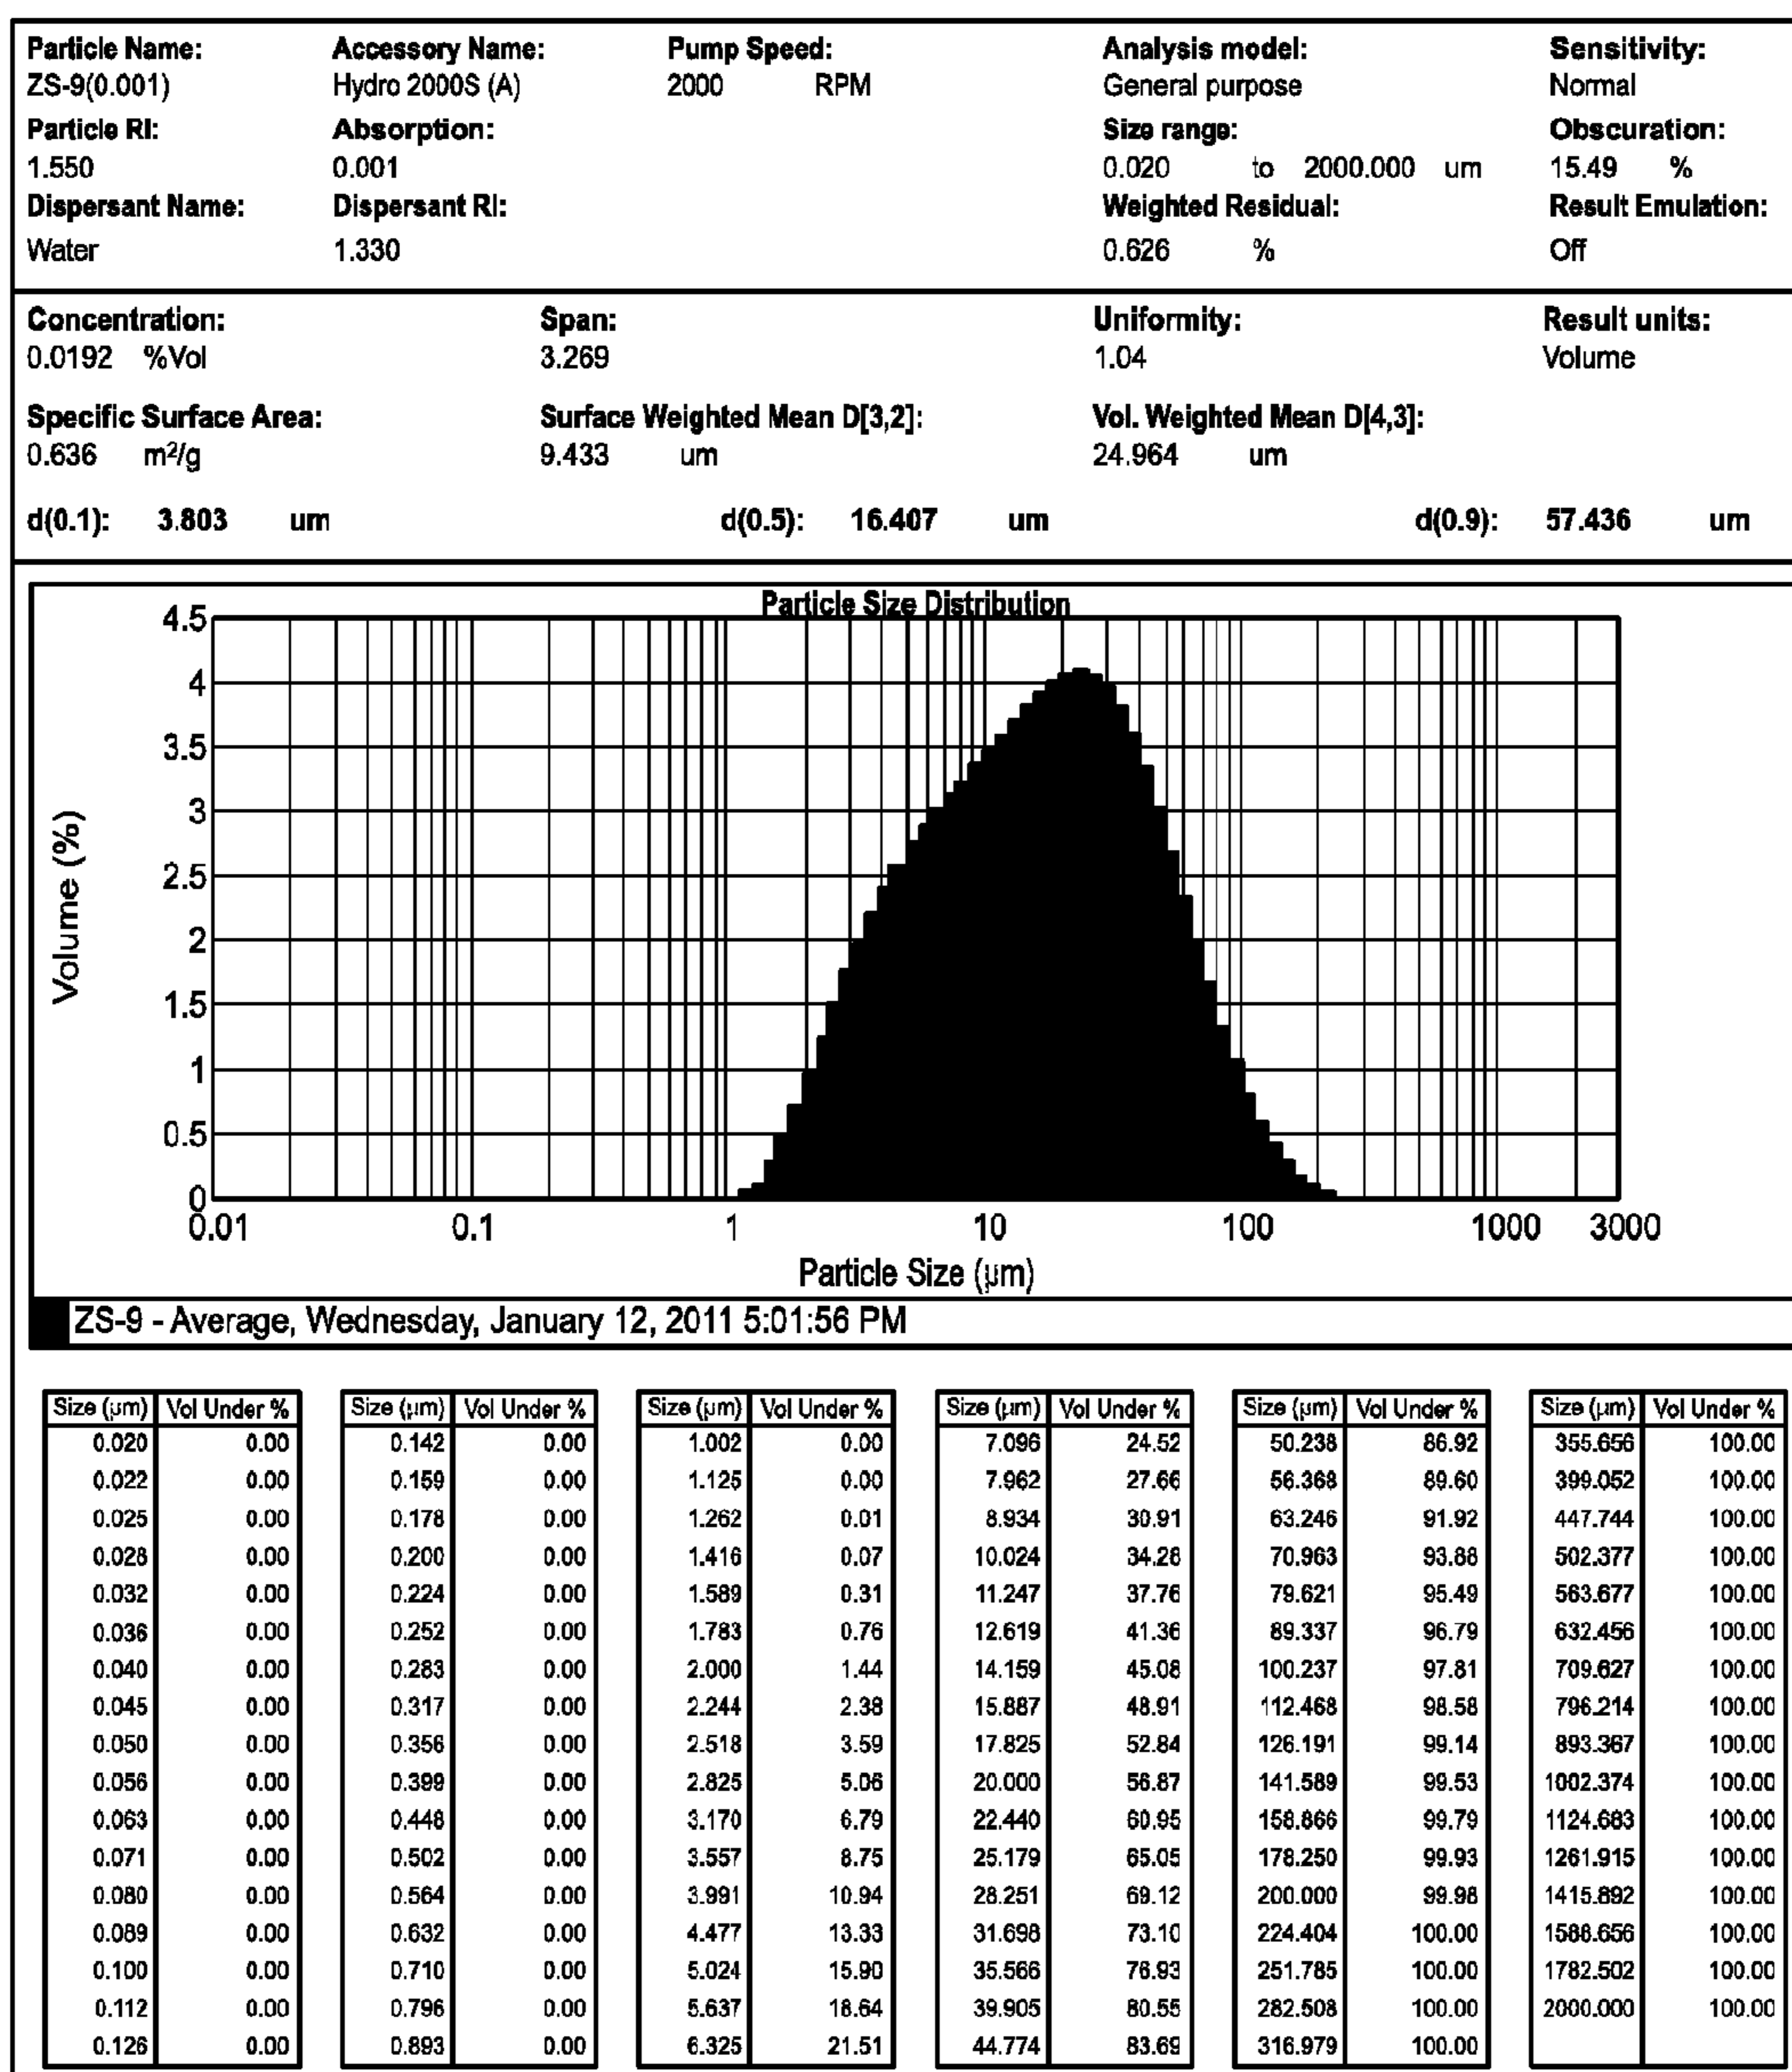 Particle Name: Accessory Name: Pump Speed: Analysis model: Sensitivity:
ZS-9(0.001) Hydro 2000S (A) 2000 RPM General purpose Normal
Particle RI: Absorption: Size range: Obscuration:
1.550 0.001 0.020 to 2000.000 um 15.49 %
Dispersant Name: Dispersant RI: Weighted Residual: Result Emulation:
Water 1.330 0.626 % Off
Concentration: Span: Uniformity: Result units:
0.0192 %Vol 3.269 1.04 Volume
Specific Surface Area: Surface Weighted Mean D[3,2]: Vol. Weighted Mean D[4,3]:
0.636 m²/g 9.433 um 24.964 um
d(0.1): 3.803 um d(0.5): 16.407 um d(0.9): 57.436 um
Particle Size Distribution
4.5
4
3.5
3
2.5
2
1.5
1
0.5
0
Volume (%)
0.01 0.1 1 10 100 1000 3000
Particle Size (µm)
ZS-9 - Average, Wednesday, January 12, 2011 5:01:56 PM
Size (µm) Vol Under % Size (µm) Vol Under % Size (µm) Vol Under % Size (µm) Vol Under % Size (µm) Vol Under % Size (µm) Vol Under %
0.020 0.00 0.142 0.00 1.002 0.00 7.096 24.52 50.238 86.92 355.656 100.00
0.022 0.00 0.159 0.00 1.125 0.00 7.962 27.66 56.368 89.60 399.052 100.00
0.025 0.00 0.178 0.00 1.262 0.01 8.934 30.91 63.246 91.92 447.744 100.00
0.028 0.00 0.200 0.00 1.416 0.07 10.024 34.28 70.963 93.88 502.377 100.00
0.032 0.00 0.224 0.00 1.589 0.31 11.247 37.76 79.621 95.49 563.677 100.00
0.036 0.00 0.252 0.00 1.783 0.76 12.619 41.36 89.337 96.79 632.456 100.00
0.040 0.00 0.283 0.00 2.000 1.44 14.159 45.08 100.237 97.81 709.627 100.00
0.045 0.00 0.317 0.00 2.244 2.38 15.887 48.91 112.468 98.58 796.214 100.00
0.050 0.00 0.356 0.00 2.518 3.59 17.825 52.84 126.191 99.14 893.367 100.00
0.056 0.00 0.399 0.00 2.825 5.06 20.000 56.87 141.589 99.53 1002.374 100.00
0.063 0.00 0.448 0.00 3.170 6.79 22.440 60.95 158.866 99.79 1124.683 100.00
0.071 0.00 0.502 0.00 3.557 8.75 25.179 65.05 178.250 99.93 1261.915 100.00
0.080 0.00 0.564 0.00 3.991 10.94 28.251 69.12 200.000 99.98 1415.892 100.00
0.089 0.00 0.632 0.00 4.477 13.33 31.698 73.10 224.404 100.00 1588.656 100.00
0.100 0.00 0.710 0.00 5.024 15.90 35.566 76.93 251.785 100.00 1782.502 100.00
0.112 0.00 0.796 0.00 5.637 18.64 39.905 80.55 282.508 100.00 2000.000 100.00
0.126 0.00 0.893 0.00 6.325 21.51 44.774 83.69 316.979 100.00